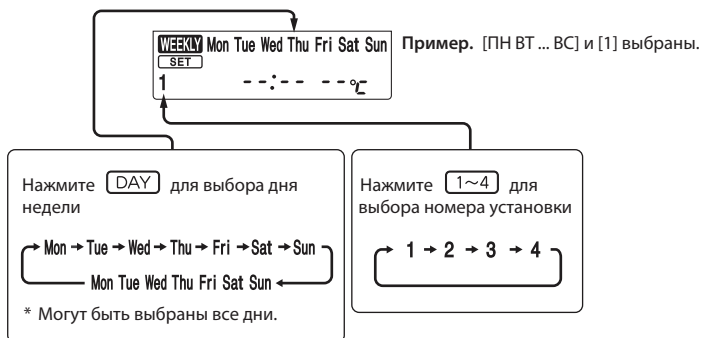 WEEKLY Mon Tue Wed Thu Fri Sat Sun
SET
1 --:-- --°C
Пример. [ПН ВТ ... ВС] и [1] выбраны.
Нажмите DAY для выбора дня
недели
Mon → Tue → Wed → Thu → Fri → Sat → Sun
Mon Tue Wed Thu Fri Sat Sun
* Могут быть выбраны все дни.
Нажмите 1~4 для
выбора номера установки
1 → 2 → 3 → 4